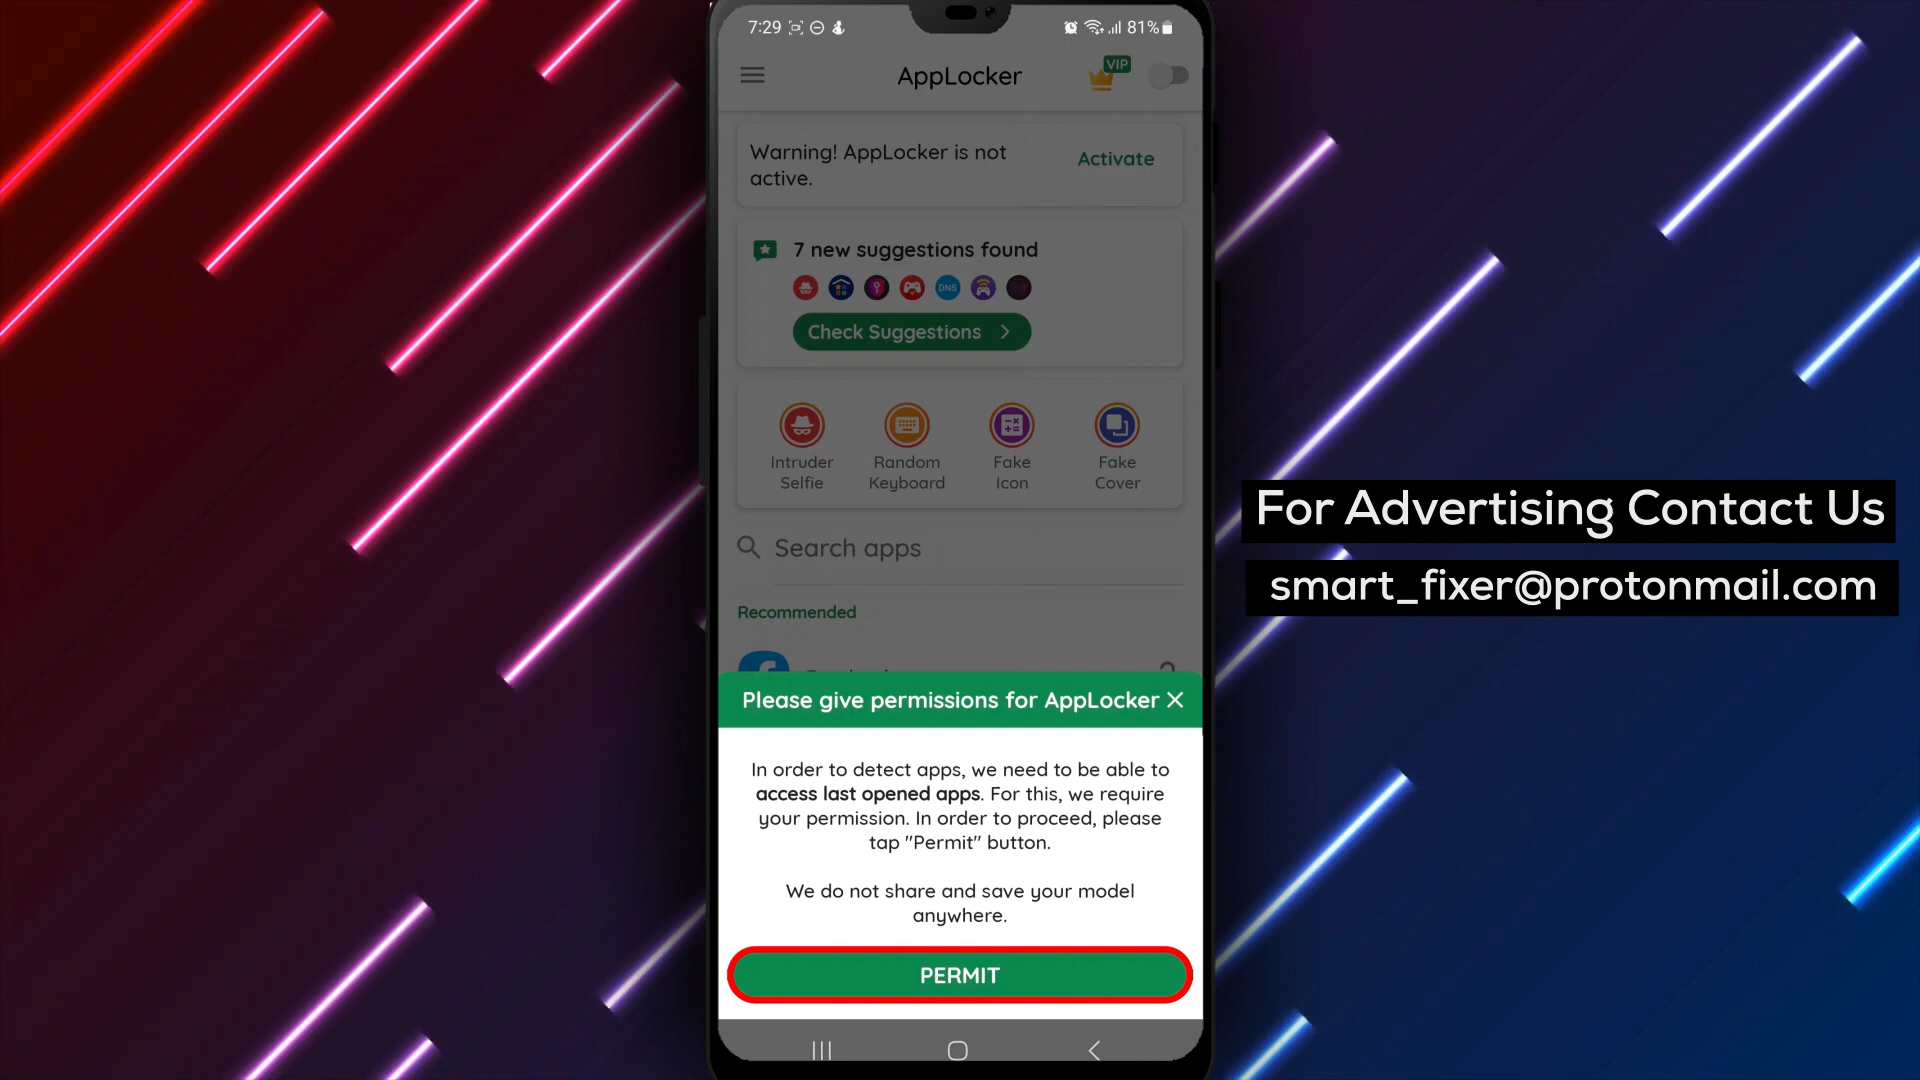 7:29
81%
AppLocker
VIP
Warning! AppLocker is not
active.
Activate
7 new suggestions found
DNS
Check Suggestions
Intruder
Selfie
Random
Keyboard
Fake
Icon
Fake
Cover
Search apps
Recommended
Please give permissions for AppLocker
In order to detect apps, we need to be able to
access last opened apps. For this, we require
your permission. In order to proceed, please
tap "Permit" button.
We do not share and save your model
anywhere.
PERMIT
For Advertising Contact Us
smart_fixer@protonmail.com